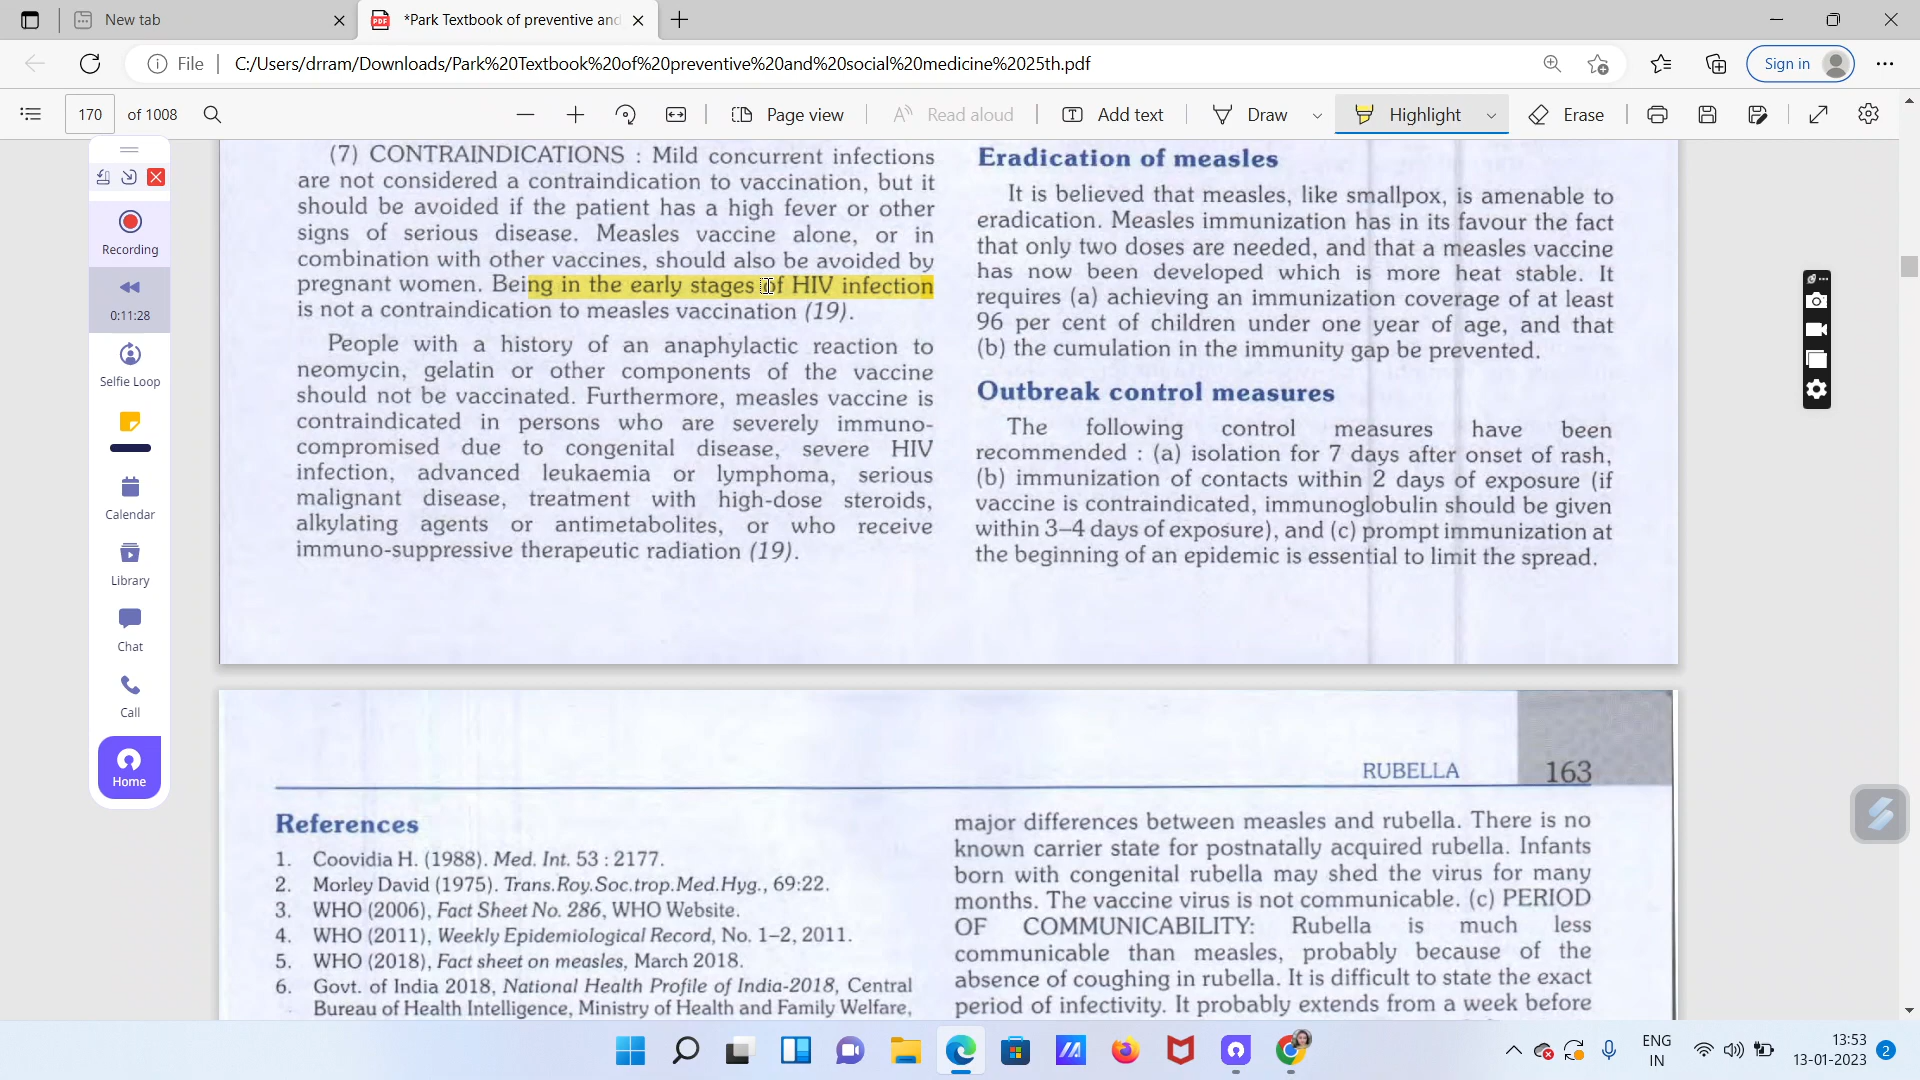 New tab
*Park Textbook of preventive and
File
C:/Users/drram/Downloads/Park%20Textbook%20of%20preventive%20and%20social%20medicine%2025th.pdf
Sign in
170 of 1008
Page view
Read aloud
Add text
Draw
Highlight
Erase
Recording
0:11:28
Selfie Loop
Calendar
Library
Chat
Call
Home
(7) CONTRAINDICATIONS : Mild concurrent infections
are not considered a contraindication to vaccination, but it
should be avoided if the patient has a high fever or other
signs of serious disease. Measles vaccine alone, or in
combination with other vaccines, should also be avoided by
pregnant women. Being in the early stages of HIV infection
is not a contraindication to measles vaccination (19).
People with a history of an anaphylactic reaction to
neomycin, gelatin or other components of the vaccine
should not be vaccinated. Furthermore, measles vaccine is
contraindicated in persons who are severely immuno-
compromised due to congenital disease, severe HIV
infection, advanced leukaemia or lymphoma, serious
malignant disease, treatment with high-dose steroids,
alkylating agents or antimetabolites, or who receive
immuno-suppressive therapeutic radiation (19).
Eradication of measles
It is believed that measles, like smallpox, is amenable to
eradication. Measles immunization has in its favour the fact
that only two doses are needed, and that a measles vaccine
has now been developed which is more heat stable. It
requires (a) achieving an immunization coverage of at least
96 per cent of children under one year of age, and that
(b) the cumulation in the immunity gap be prevented.
Outbreak control measures
The following control measures have been
recommended : (a) isolation for 7 days after onset of rash,
(b) immunization of contacts within 2 days of exposure (if
vaccine is contraindicated, immunoglobulin should be given
within 3–4 days of exposure), and (c) prompt immunization at
the beginning of an epidemic is essential to limit the spread.
RUBELLA 163
References
1. Coovidia H. (1988). Med. Int. 53 : 2177.
2. Morley David (1975). Trans.Roy.Soc.trop.Med.Hyg., 69:22.
3. WHO (2006), Fact Sheet No. 286, WHO Website.
4. WHO (2011), Weekly Epidemiological Record, No. 1–2, 2011.
5. WHO (2018), Fact sheet on measles, March 2018.
6. Govt. of India 2018, National Health Profile of India-2018, Central
Bureau of Health Intelligence, Ministry of Health and Family Welfare,
major differences between measles and rubella. There is no
known carrier state for postnatally acquired rubella. Infants
born with congenital rubella may shed the virus for many
months. The vaccine virus is not communicable. (c) PERIOD
OF COMMUNICABILITY: Rubella is much less
communicable than measles, probably because of the
absence of coughing in rubella. It is difficult to state the exact
period of infectivity. It probably extends from a week before
ENG
IN
13:53
13-01-2023
2